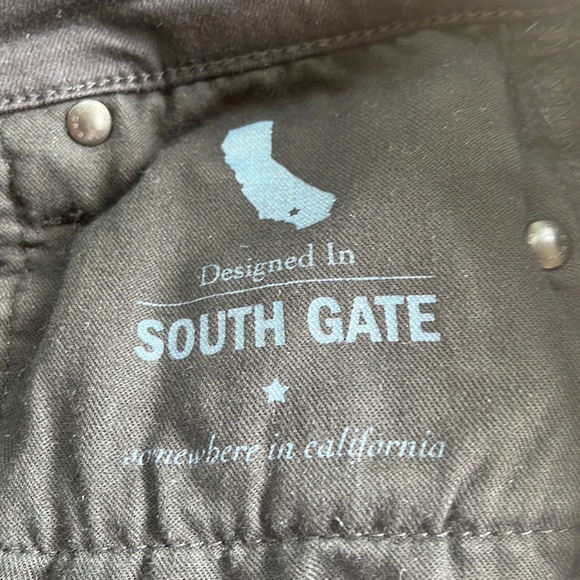 Designed In
SOUTH GATE
somewhere in california